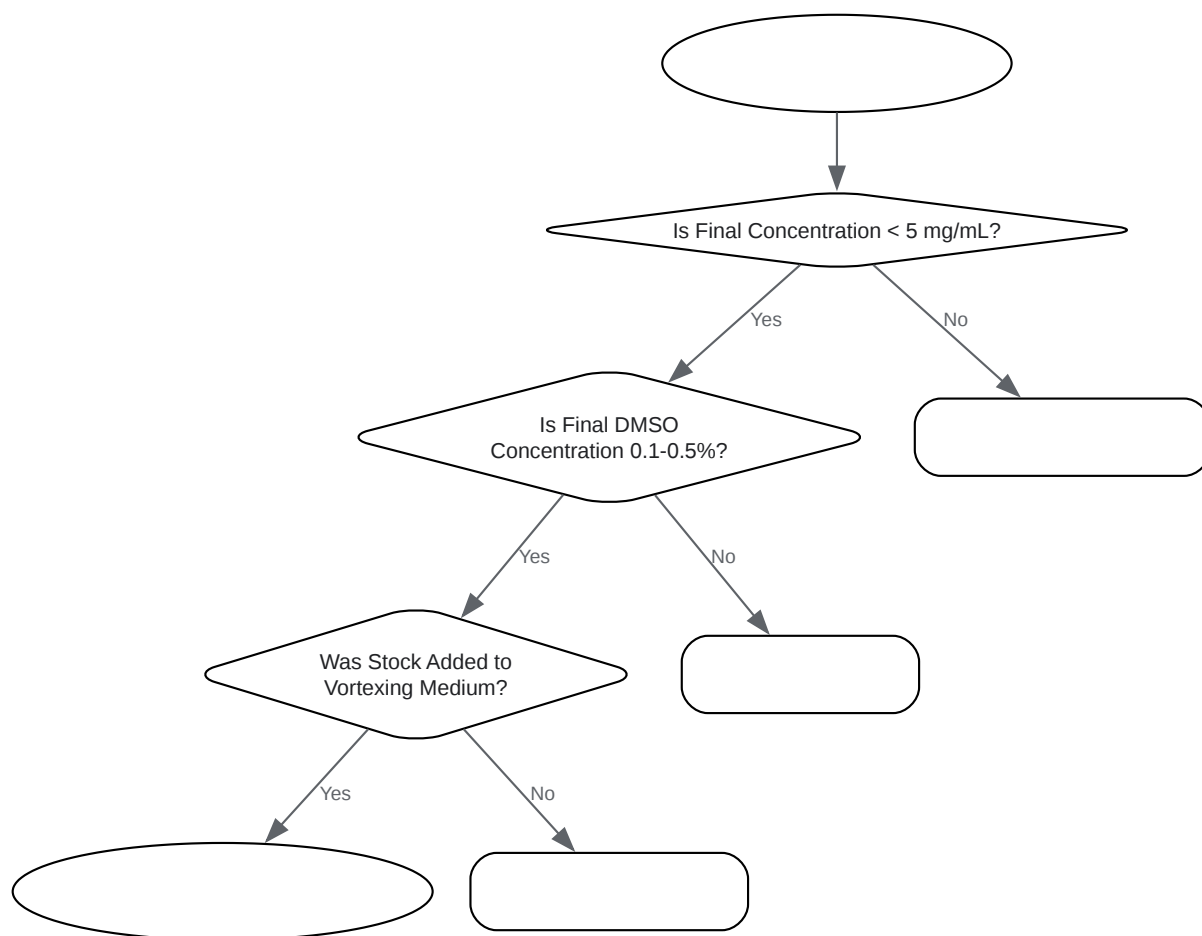 Is Final Concentration < 5 mg/mL?
Yes
No
Is Final DMSO
Concentration 0.1-0.5%?
Yes
No
Was Stock Added to
Vortexing Medium?
Yes
No